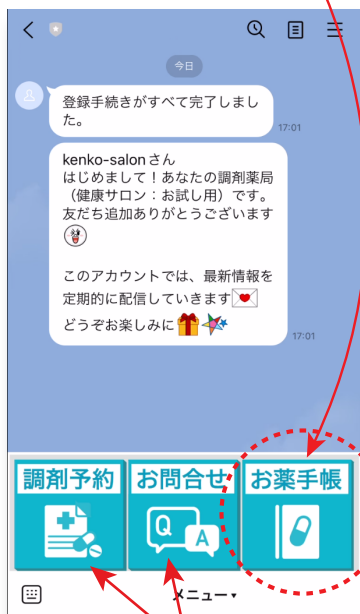 今日
登録手続きがすべて完了しまし
た。
17:01
kenko-salonさん
はじめまして！あなたの調剤薬局
（健康サロン：お試し用）です。
友だち追加ありがとうございます
このアカウントでは、最新情報を
定期的に配信していきます
どうぞお楽しみに
17:01
調剤予約 お問合せ お薬手帳
Q A
メニュー▾